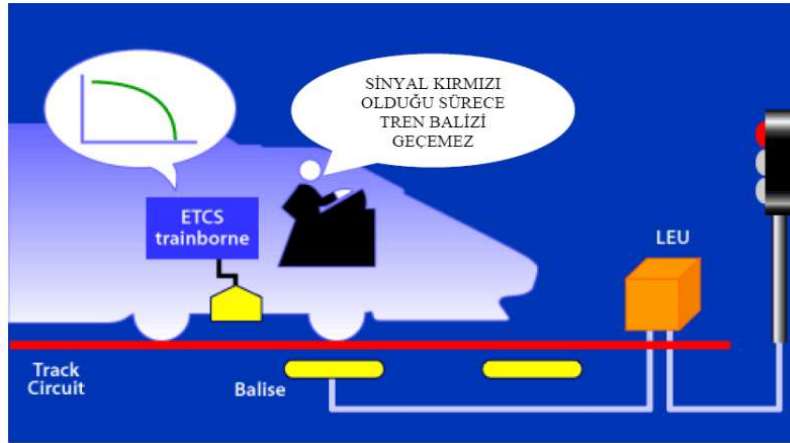 SİNYAL KIRMIZI
OLDUĞU SÜRECE
TREN BALİZİ
GEÇEMEZ
ETCS
trainborne
LEU
Track
Circuit
Balise